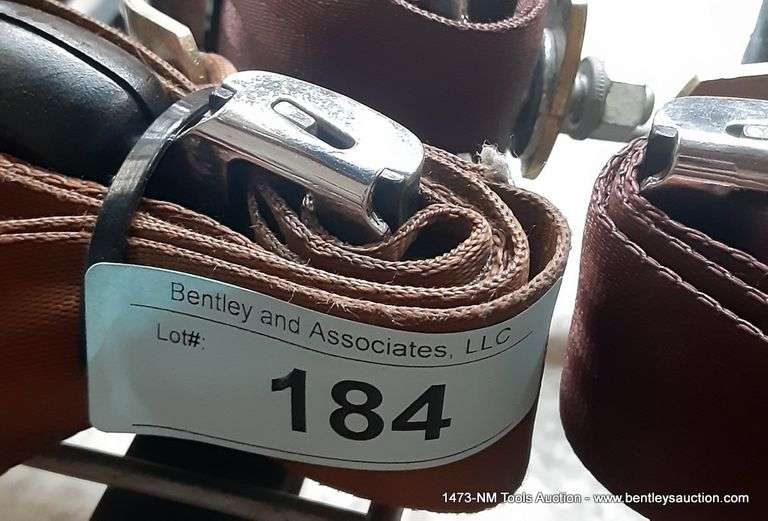 Bentley and Associates, LLC
Lot#:
184
1473-NM Tools Auction - www.bentleysauction.com